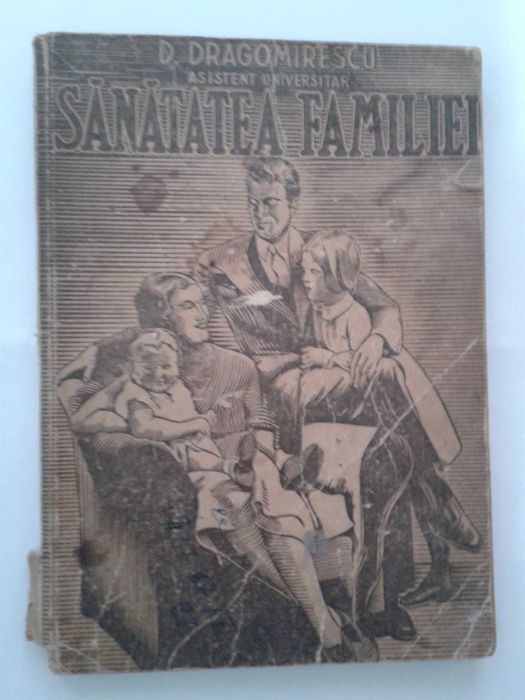 D. DRAGOMIRESCU
ASISTENT UNIVERSITAR
SĂNĂTATEA FAMILIEI